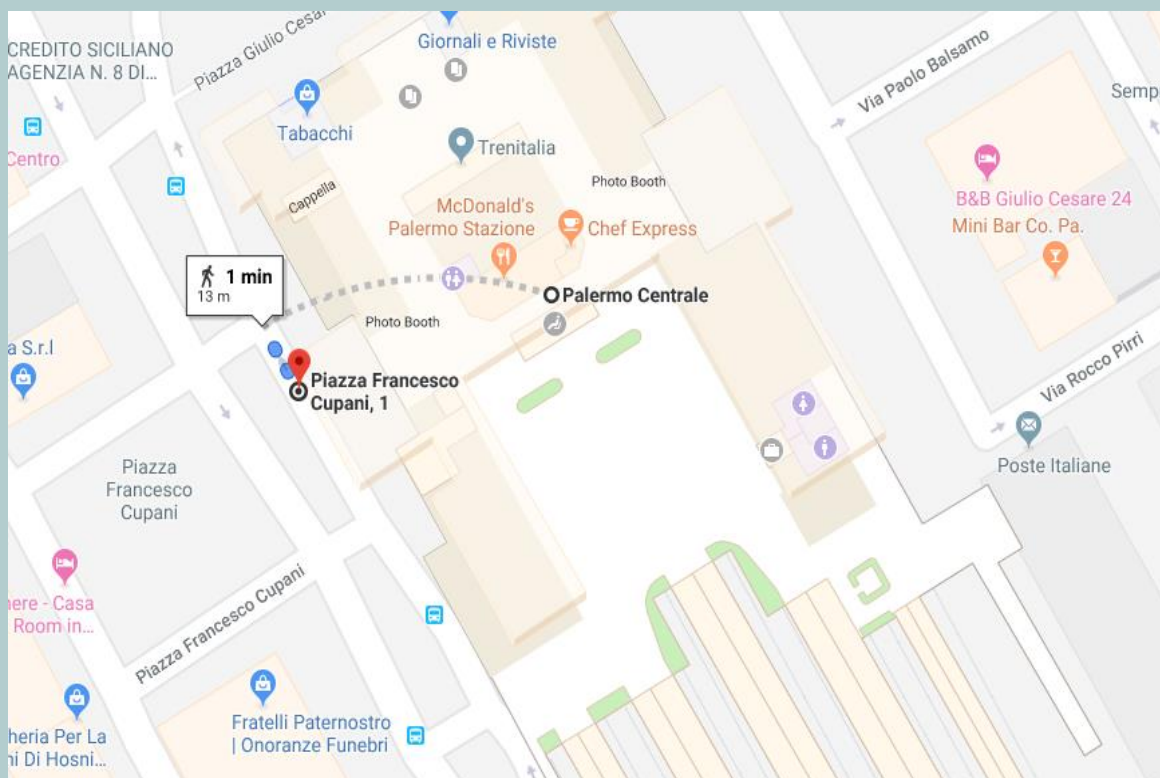 CREDITO SICILIANO
AGENZIA N. 8 DI...
Piazza Giulio Cesar
Giornali e Riviste
Via Paolo Balsamo
Semp
Tabacchi
Trenitalia
Centro
Cappella
Photo Booth
B&B Giulio Cesare 24
McDonald's
Palermo Stazione
Chef Express
Mini Bar Co. Pa.
1 min
13 m
Palermo Centrale
Photo Booth
a S.r.l
Via Rocco Pirri
Piazza Francesco
Cupani, 1
Piazza
Francesco
Cupani
Poste Italiane
nere - Casa
Room in...
Piazza Francesco Cupani
Fratelli Paternostro
| Onoranze Funebri
heria Per La
ni Di Hosni...